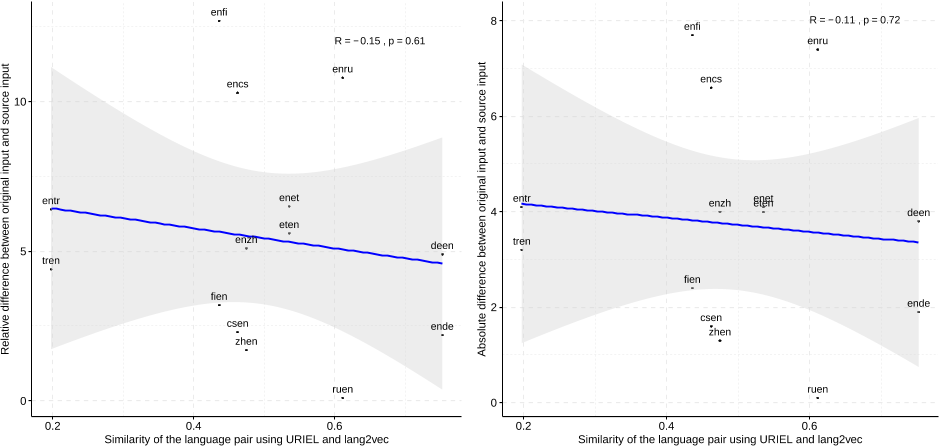 Relative difference between original input and source input
10
5
0
enfi
R = −0.15 , p = 0.61
enru
encs
entr
enet
eten
enzh
deen
tren
fien
csen
ende
zhen
ruen
0.2
0.4
0.6
Similarity of the language pair using URIEL and lang2vec
Absolute difference between original input and source input
8
6
4
2
0
enfi
R = −0.11 , p = 0.72
enru
encs
entr
enzh
enet
eten
deen
tren
fien
csen
ende
zhen
ruen
0.2
0.4
0.6
Similarity of the language pair using URIEL and lang2vec